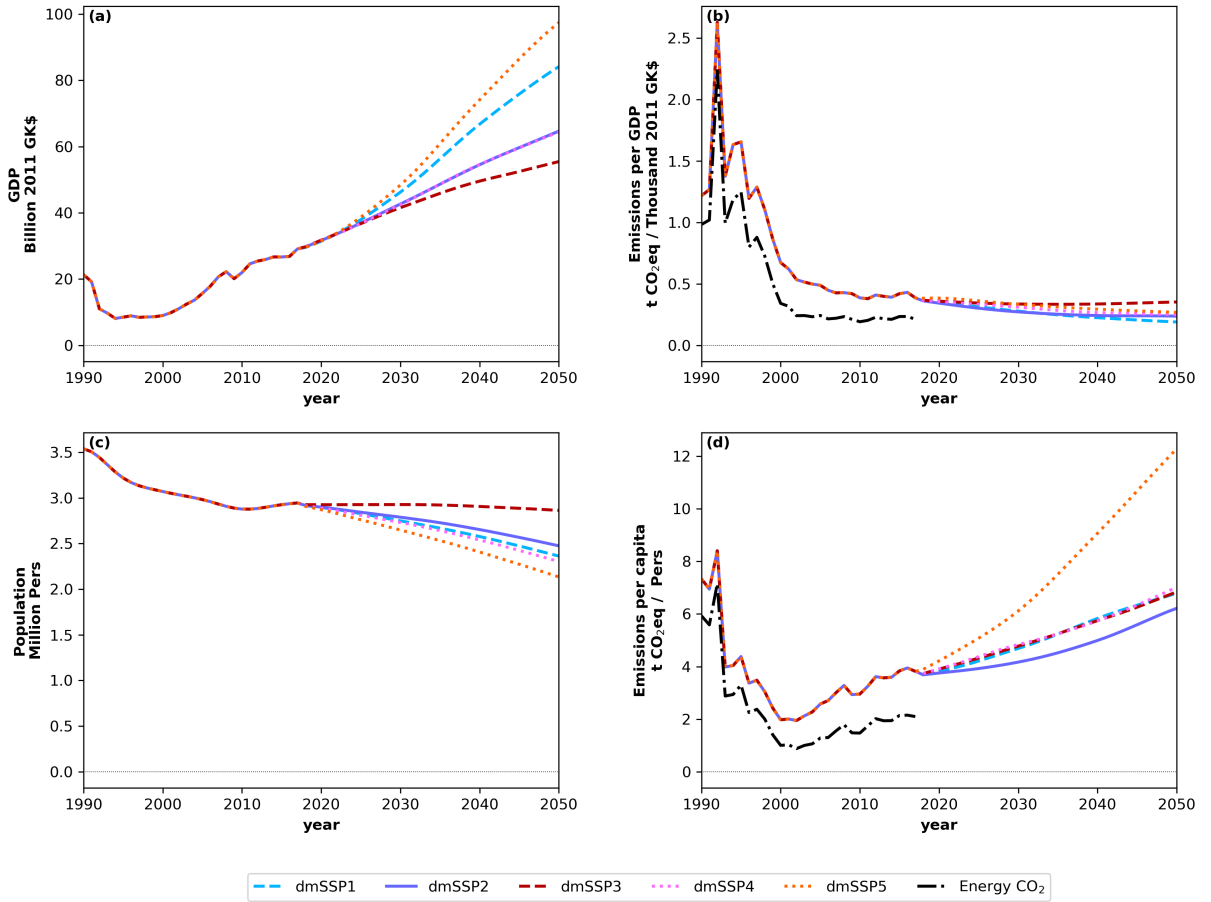 (a)
GDP
Billion 2011 GK$
100
80
60
40
20
0
1990 2000 2010 2020 2030 2040 2050
year
(b)
Emissions per GDP
t CO₂eq / Thousand 2011 GK$
2.5
2.0
1.5
1.0
0.5
0.0
1990 2000 2010 2020 2030 2040 2050
year
(c)
Population
Million Pers
3.5
3.0
2.5
2.0
1.5
1.0
0.5
0.0
1990 2000 2010 2020 2030 2040 2050
year
(d)
Emissions per capita
t CO₂eq / Pers
12
10
8
6
4
2
0
1990 2000 2010 2020 2030 2040 2050
year
dmSSP1 dmSSP2 dmSSP3 dmSSP4 dmSSP5 Energy CO₂